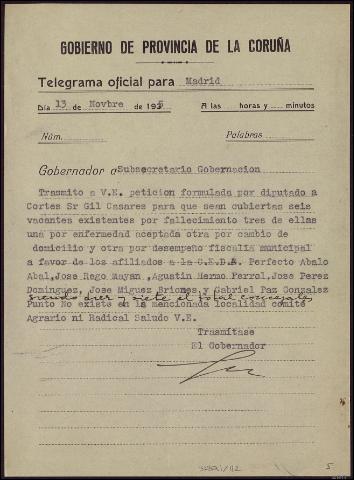 GOBIERNO DE PROVINCIA DE LA CORUÑA
Telegrama oficial para Madrid
Día 13 de Novbre de 1935 A las horas y minutos
Núm. Palabras
Gobernador a Subsecretario Gobernacion
Trasmito a V.E. peticion formulada por diputado a
Cortes Sr Gil Casares para que sean cubiertas seis
vacantes existentes por fallecimiento tres de ellas
una por enfermedad aceptada otra por cambio de
domicilio y otra por desempeño fiscalia municipal
a favor de los afiliados a la C.E.D.A. Perfecto Abalo
Abal, Jose Rego Mayan, Agustin Hermo Ferrol, Jose Perez
Dominguez, Jose Miguez Briones y Gabriel Paz Gonzalez
siendo diez y siete el total concejales
Punto No existe en la mencionada localidad comité
Agrario ni Radical Saludo V.E.
Trasmítase
El Gobernador
5